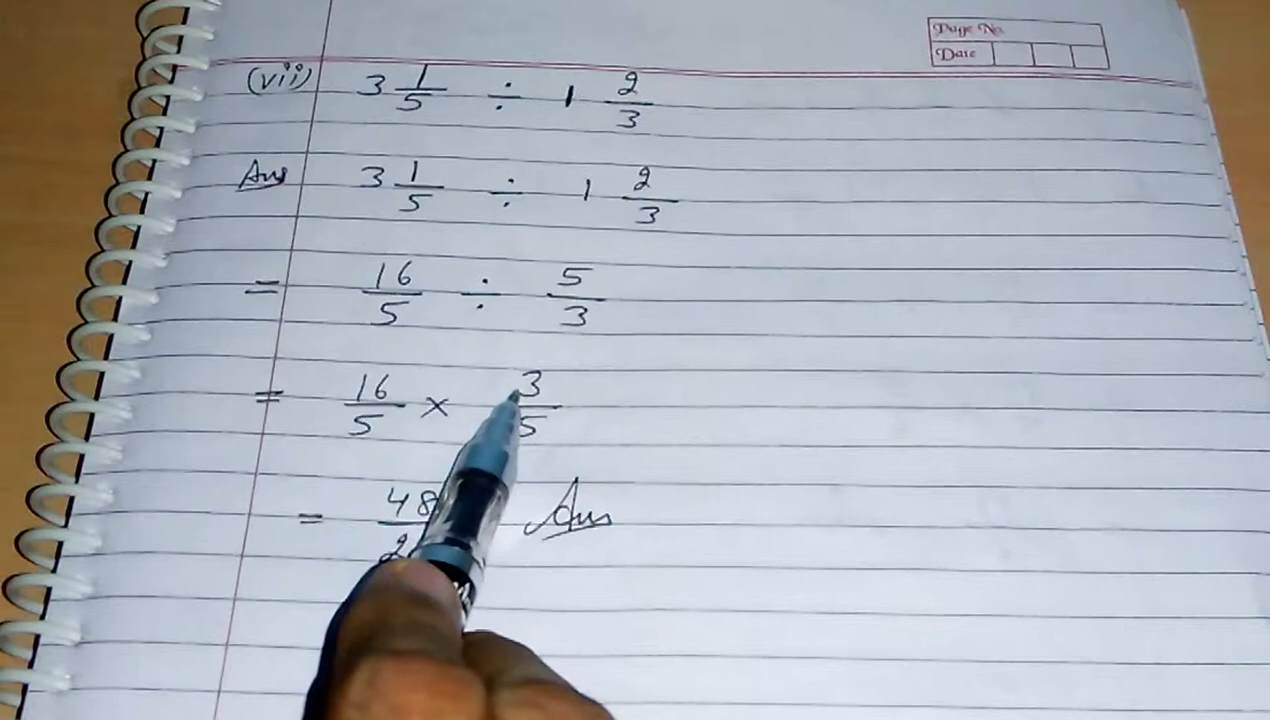 Page No.
Date
(vii) 3 1/5 ÷ 1 2/3
Ans 3 1/5 ÷ 1 2/3
= 16/5 ÷ 5/3
= 16/5 × 3/5
= 48/2 Ans